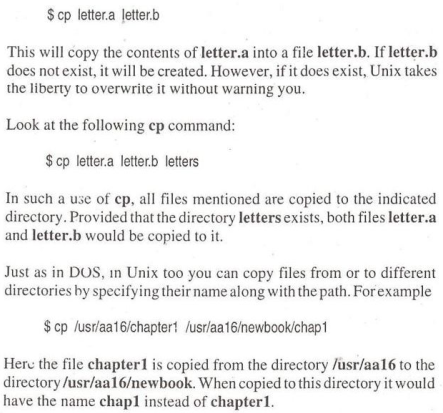 $ cp letter.a letter.b
This will copy the contents of letter.a into a file letter.b. If letter.b
does not exist, it will be created. However, if it does exist, Unix takes
the liberty to overwrite it without warning you.
Look at the following cp command:
$ cp letter.a letter.b letters
In such a use of cp, all files mentioned are copied to the indicated
directory. Provided that the directory letters exists, both files letter.a
and letter.b would be copied to it.
Just as in DOS, in Unix too you can copy files from or to different
directories by specifying their name along with the path. For example
$ cp /usr/aa16/chapter1 /usr/aa16/newbook/chap1
Here the file chapter1 is copied from the directory /usr/aa16 to the
directory /usr/aa16/newbook. When copied to this directory it would
have the name chap1 instead of chapter1.